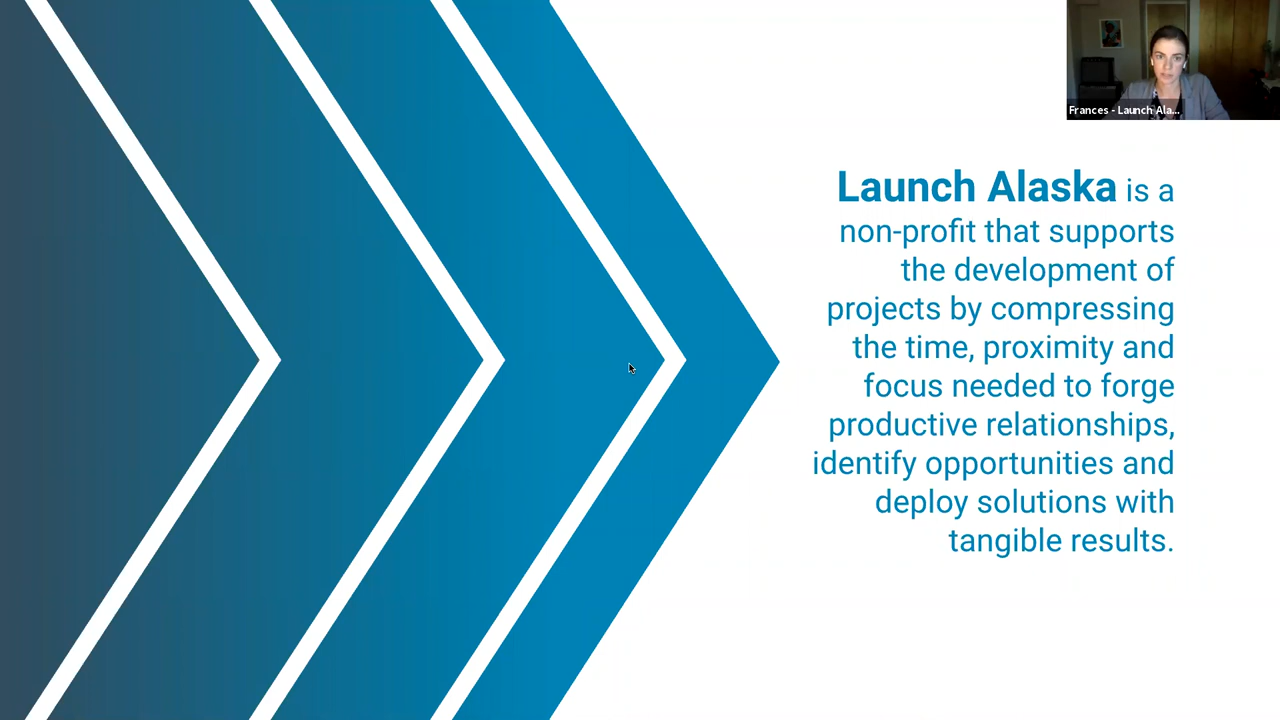 Frances - Launch Ala...
Launch Alaska is a
non-profit that supports
the development of
projects by compressing
the time, proximity and
focus needed to forge
productive relationships,
identify opportunities and
deploy solutions with
tangible results.